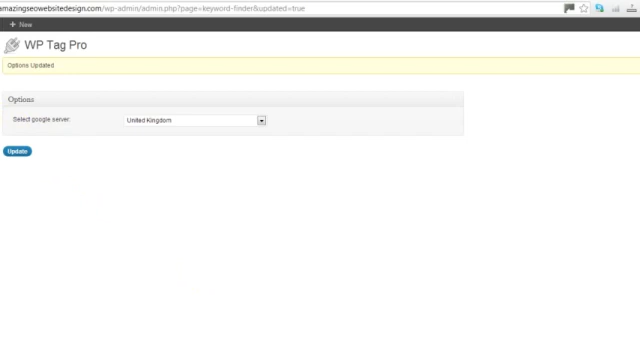 amazingseowebsitedesign.com/wp-admin/admin.php?page=keyword-finder&updated=true
+ New
WP Tag Pro
Options Updated
Options
Select google server:
United Kingdom
Update